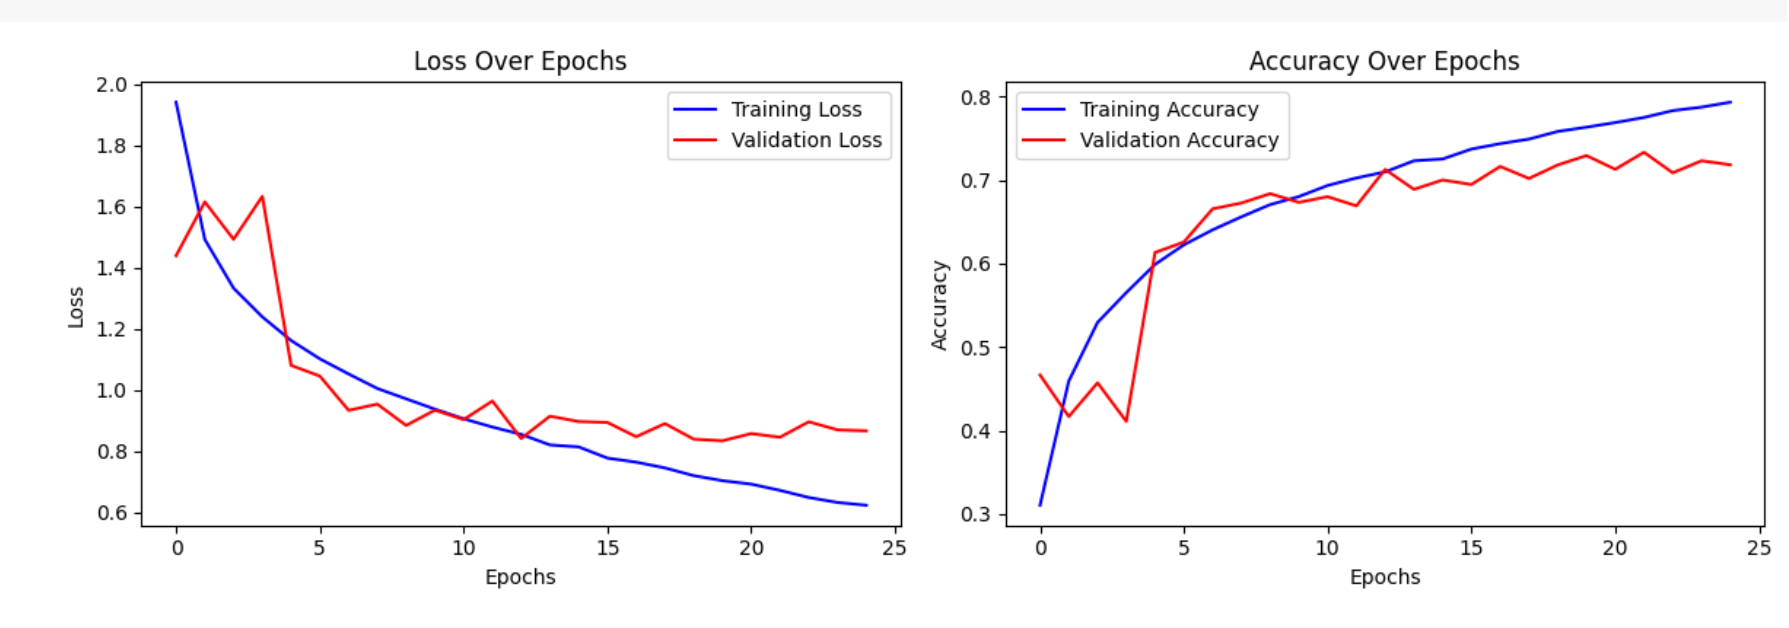 Loss Over Epochs
2.0
1.8
1.6
1.4
1.2
1.0
0.8
0.6
Loss
Training Loss
Validation Loss
0 5 10 15 20 25
Epochs
Accuracy Over Epochs
0.8
0.7
0.6
0.5
0.4
0.3
Accuracy
Training Accuracy
Validation Accuracy
0 5 10 15 20 25
Epochs